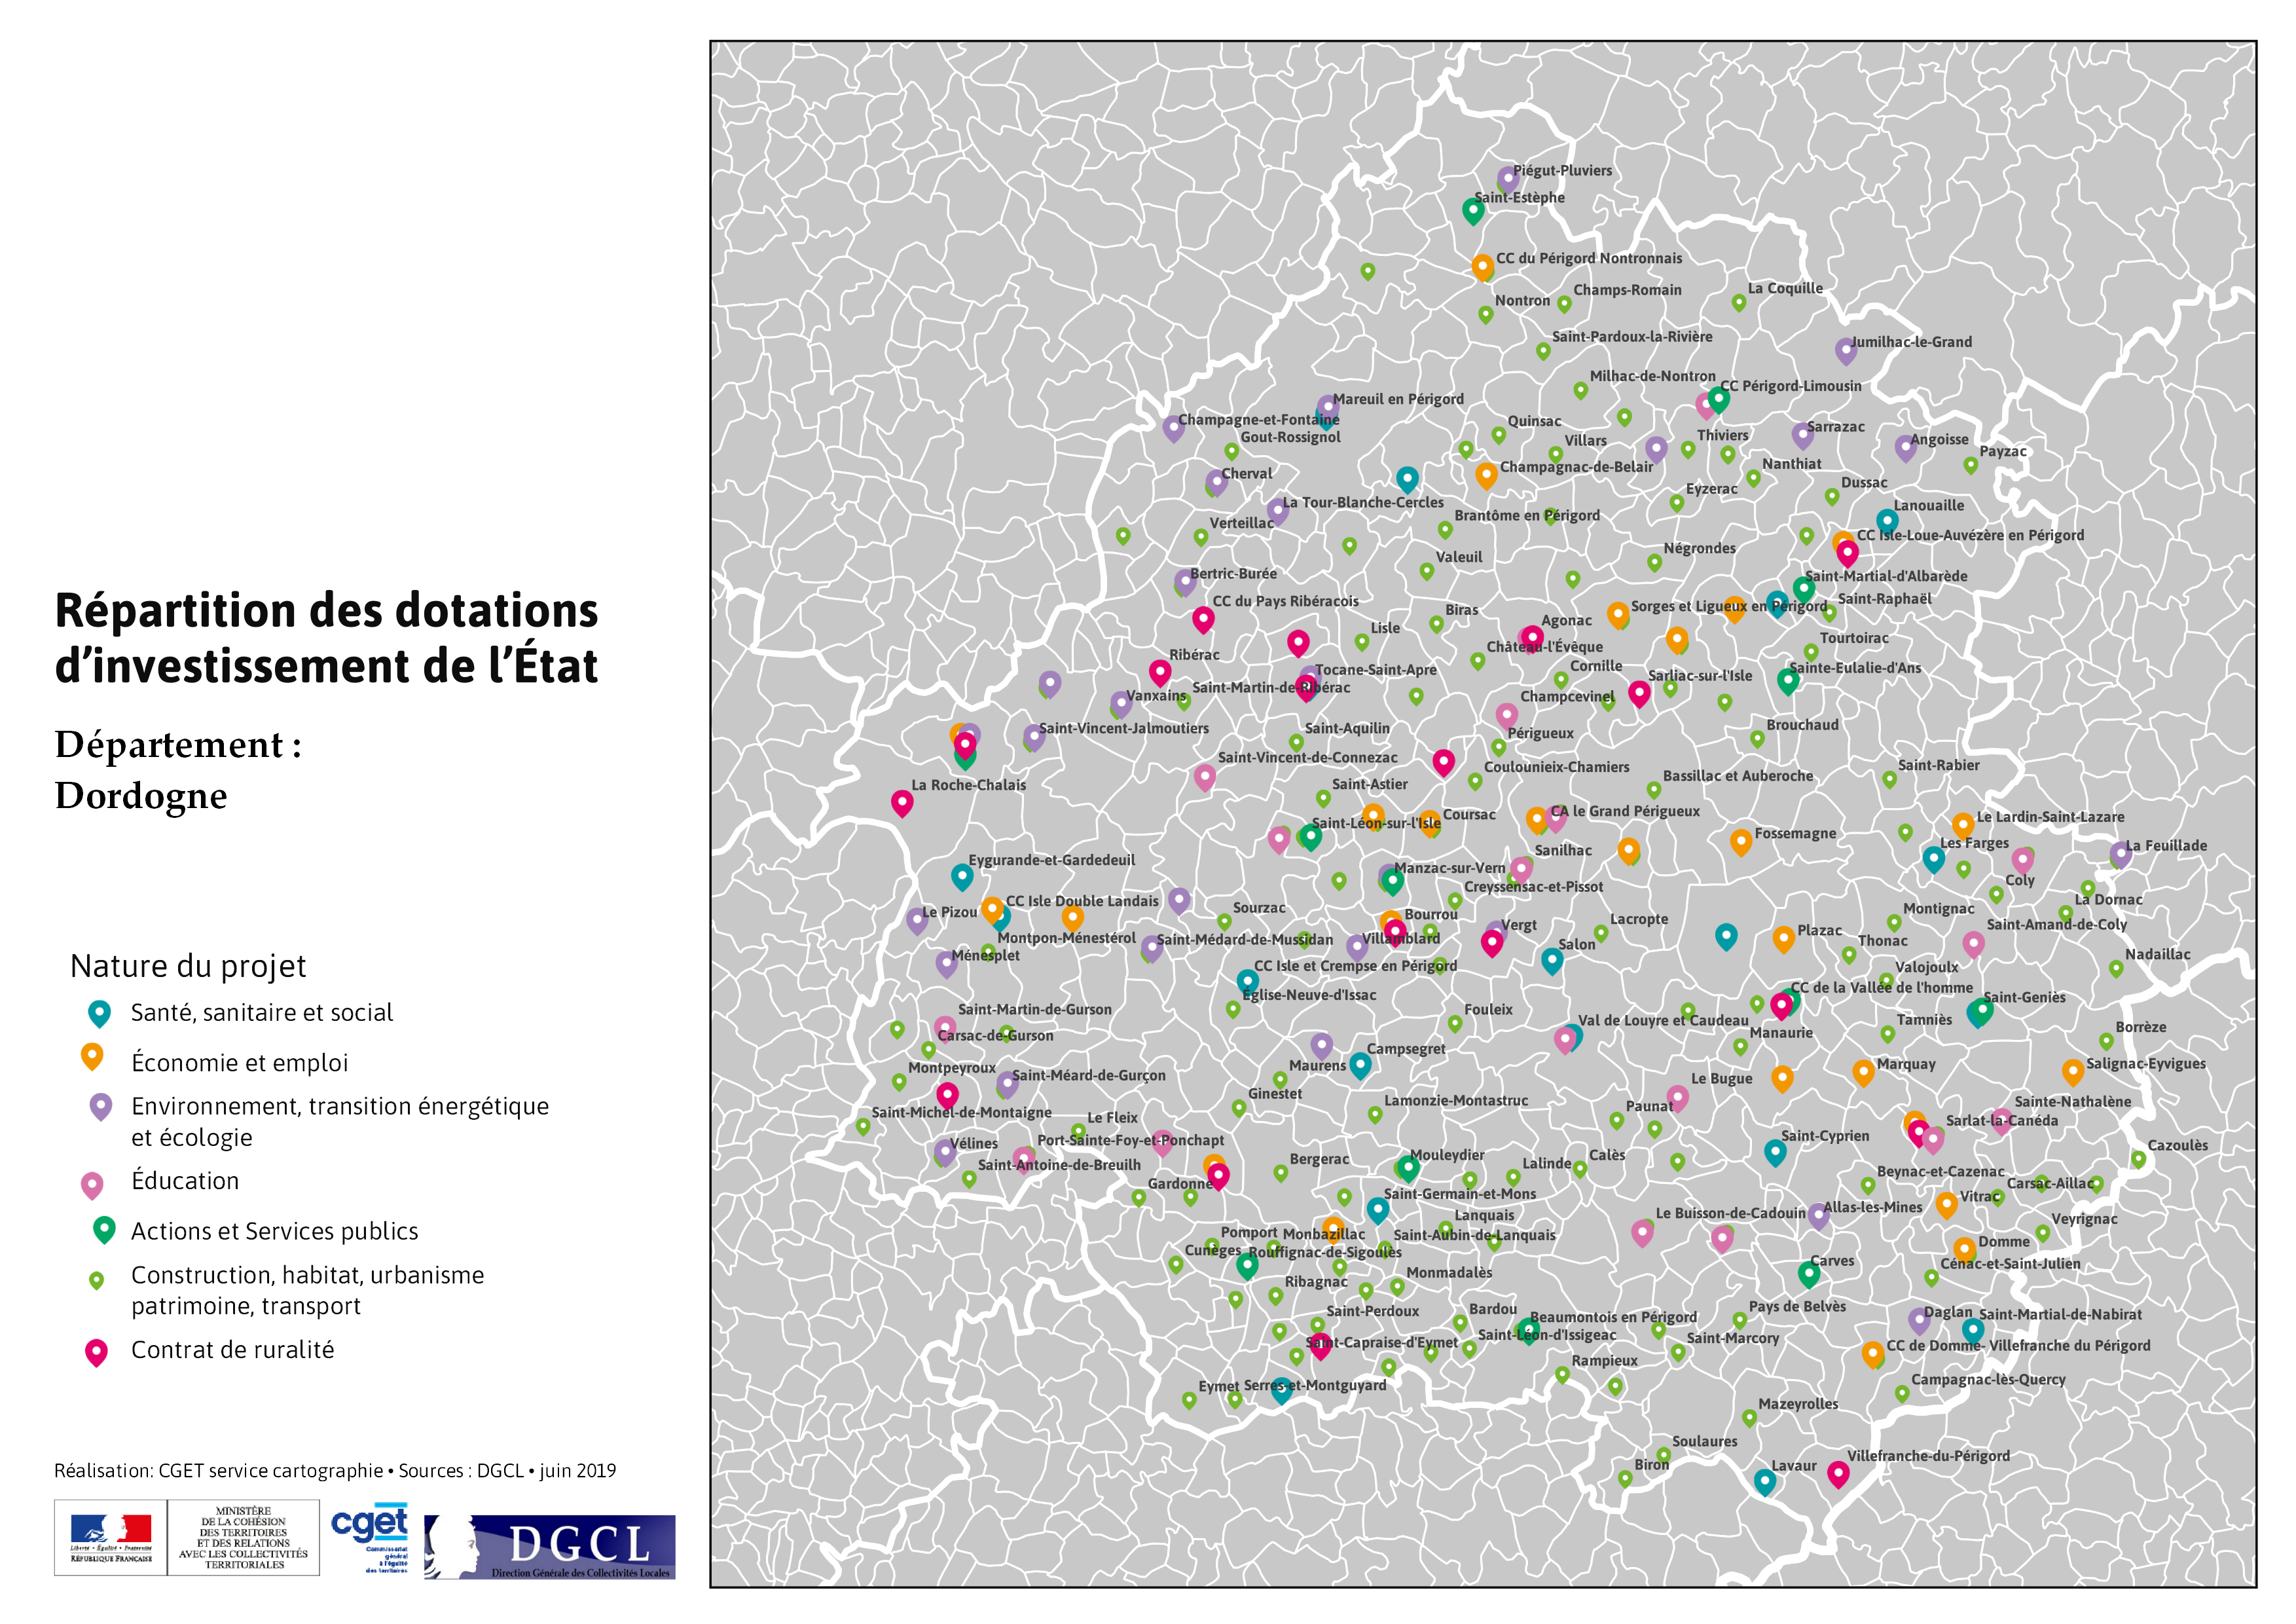 Répartition des dotations
d'investissement de l'État
Département :
Dordogne
Nature du projet
Santé, sanitaire et social
Économie et emploi
Environnement, transition énergétique
et écologie
Éducation
Actions et Services publics
Construction, habitat, urbanisme
patrimoine, transport
Contrat de ruralité
Réalisation: CGET service cartographie • Sources : DGCL • juin 2019
Liberté • Égalité • Fraternité
RÉPUBLIQUE FRANÇAISE
MINISTÈRE
DE LA COHÉSION
DES TERRITOIRES
ET DES RELATIONS
AVEC LES COLLECTIVITÉS
TERRITORIALES
cget
Commissariat
général
à l'égalité
des territoires
DGCL
Direction Générale des Collectivités Locales
Piégut-Pluviers
Saint-Estèphe
CC du Périgord Nontronnais
Champs-Romain
La Coquille
Nontron
Saint-Pardoux-la-Rivière
Jumilhac-le-Grand
Milhac-de-Nontron
CC Périgord-Limousin
Mareuil en Périgord
Champagne-et-Fontaine
Gout-Rossignol
Quinsac
Villars
Thiviers
Sarrazac
Angoisse
Payzac
Cherval
Champagnac-de-Belair
Nanthiat
Dussac
Eyzerac
La Tour-Blanche-Cercles
Brantôme en Périgord
Lanouaille
Verteillac
CC Isle-Loue-Auvézère en Périgord
Négrondes
Valeuil
Bertric-Burée
Saint-Martial-d'Albarède
CC du Pays Ribéracois
Biras
Sorges et Ligueux en Périgord
Saint-Raphaël
Lisle
Agonac
Tourtoirac
Château-l'Évêque
Ribérac
Tocane-Saint-Apre
Cornille
Sarliac-sur-l'Isle
Sainte-Eulalie-d'Ans
Vanxains
Saint-Martin-de-Ribérac
Champcevinel
Saint-Vincent-Jalmoutiers
Saint-Aquilin
Périgueux
Brouchaud
Saint-Vincent-de-Connezac
Coulounieix-Chamiers
Bassillac et Auberoche
Saint-Rabier
La Roche-Chalais
Saint-Astier
Saint-Léon-sur-l'Isle
Coursac
CA le Grand Périgueux
Le Lardin-Saint-Lazare
Fossemagne
Les Farges
La Feuillade
Sanilhac
Eygurande-et-Gardedeuil
Manzac-sur-Vern
Creyssensac-et-Pissot
Coly
La Dornac
CC Isle Double Landais
Le Pizou
Sourzac
Bourrou
Lacropte
Montignac
Saint-Amand-de-Coly
Vergt
Plazac
Thonac
Montpon-Ménestérol
Saint-Médard-de-Mussidan
Villamblard
Salon
Ménesplet
Nadaillac
CC Isle et Crempse en Périgord
Valojoulx
CC de la Vallée de l'homme
Église-Neuve-d'Issac
Saint-Geniès
Saint-Martin-de-Gurson
Fouleix
Val de Louyre et Caudeau
Tamniès
Borrèze
Carsac-de-Gurson
Manaurie
Campsegret
Maurens
Marquay
Salignac-Eyvigues
Montpeyroux
Saint-Méard-de-Gurçon
Le Bugue
Ginestet
Lamonzie-Montastruc
Paunat
Sainte-Nathalène
Saint-Michel-de-Montaigne
Le Fleix
Sarlat-la-Canéda
Vélines
Port-Sainte-Foy-et-Ponchapt
Saint-Cyprien
Cazoulès
Saint-Antoine-de-Breuilh
Bergerac
Mouleydier
Lalinde
Calès
Beynac-et-Cazenac
Gardonne
Carsac-Aillac
Saint-Germain-et-Mons
Vitrac
Lanquais
Le Buisson-de-Cadouin
Allas-les-Mines
Veyrignac
Pomport
Monbazillac
Saint-Aubin-de-Lanquais
Domme
Cunèges
Rouffignac-de-Sigoulès
Carves
Cénac-et-Saint-Julien
Monmadalès
Ribagnac
Saint-Perdoux
Bardou
Beaumontois en Périgord
Pays de Belvès
Daglan
Saint-Martial-de-Nabirat
Saint-Capraise-d'Eymet
Saint-Léon-d'Issigeac
Saint-Marcory
CC de Domme- Villefranche du Périgord
Rampieux
Eymet
Serres-et-Montguyard
Campagnac-lès-Quercy
Mazeyrolles
Soulaures
Villefranche-du-Périgord
Biron
Lavaur